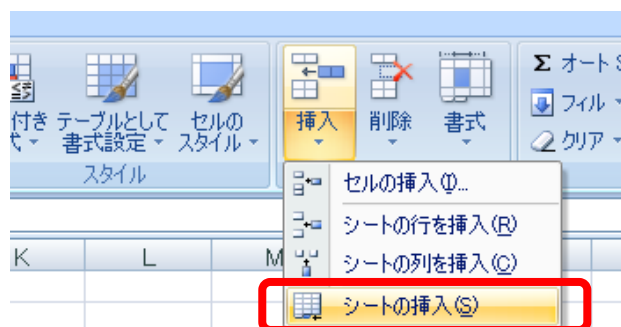 付き
式
テーブルとして
書式設定
セルの
スタイル
挿入
削除
書式
Σ オート S
フィル
クリア
スタイル
セルの挿入(I)...
シートの行を挿入(R)
シートの列を挿入(C)
シートの挿入(S)
K
L
M